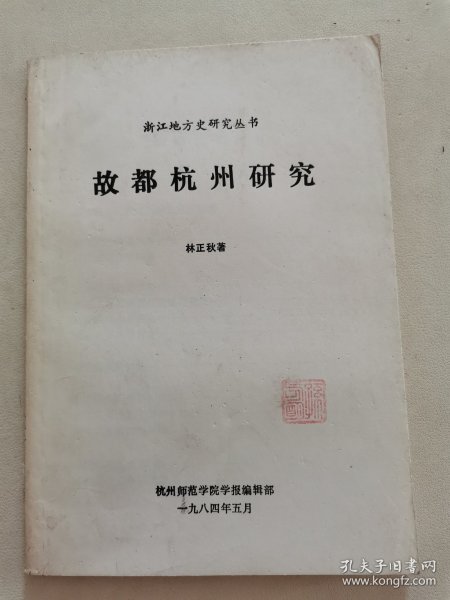 浙江地方史研究丛书
故都杭州研究
林正秋著
杭州师范学院学报编辑部
一九八四年五月
孔夫子旧书网
www.kongfz.com